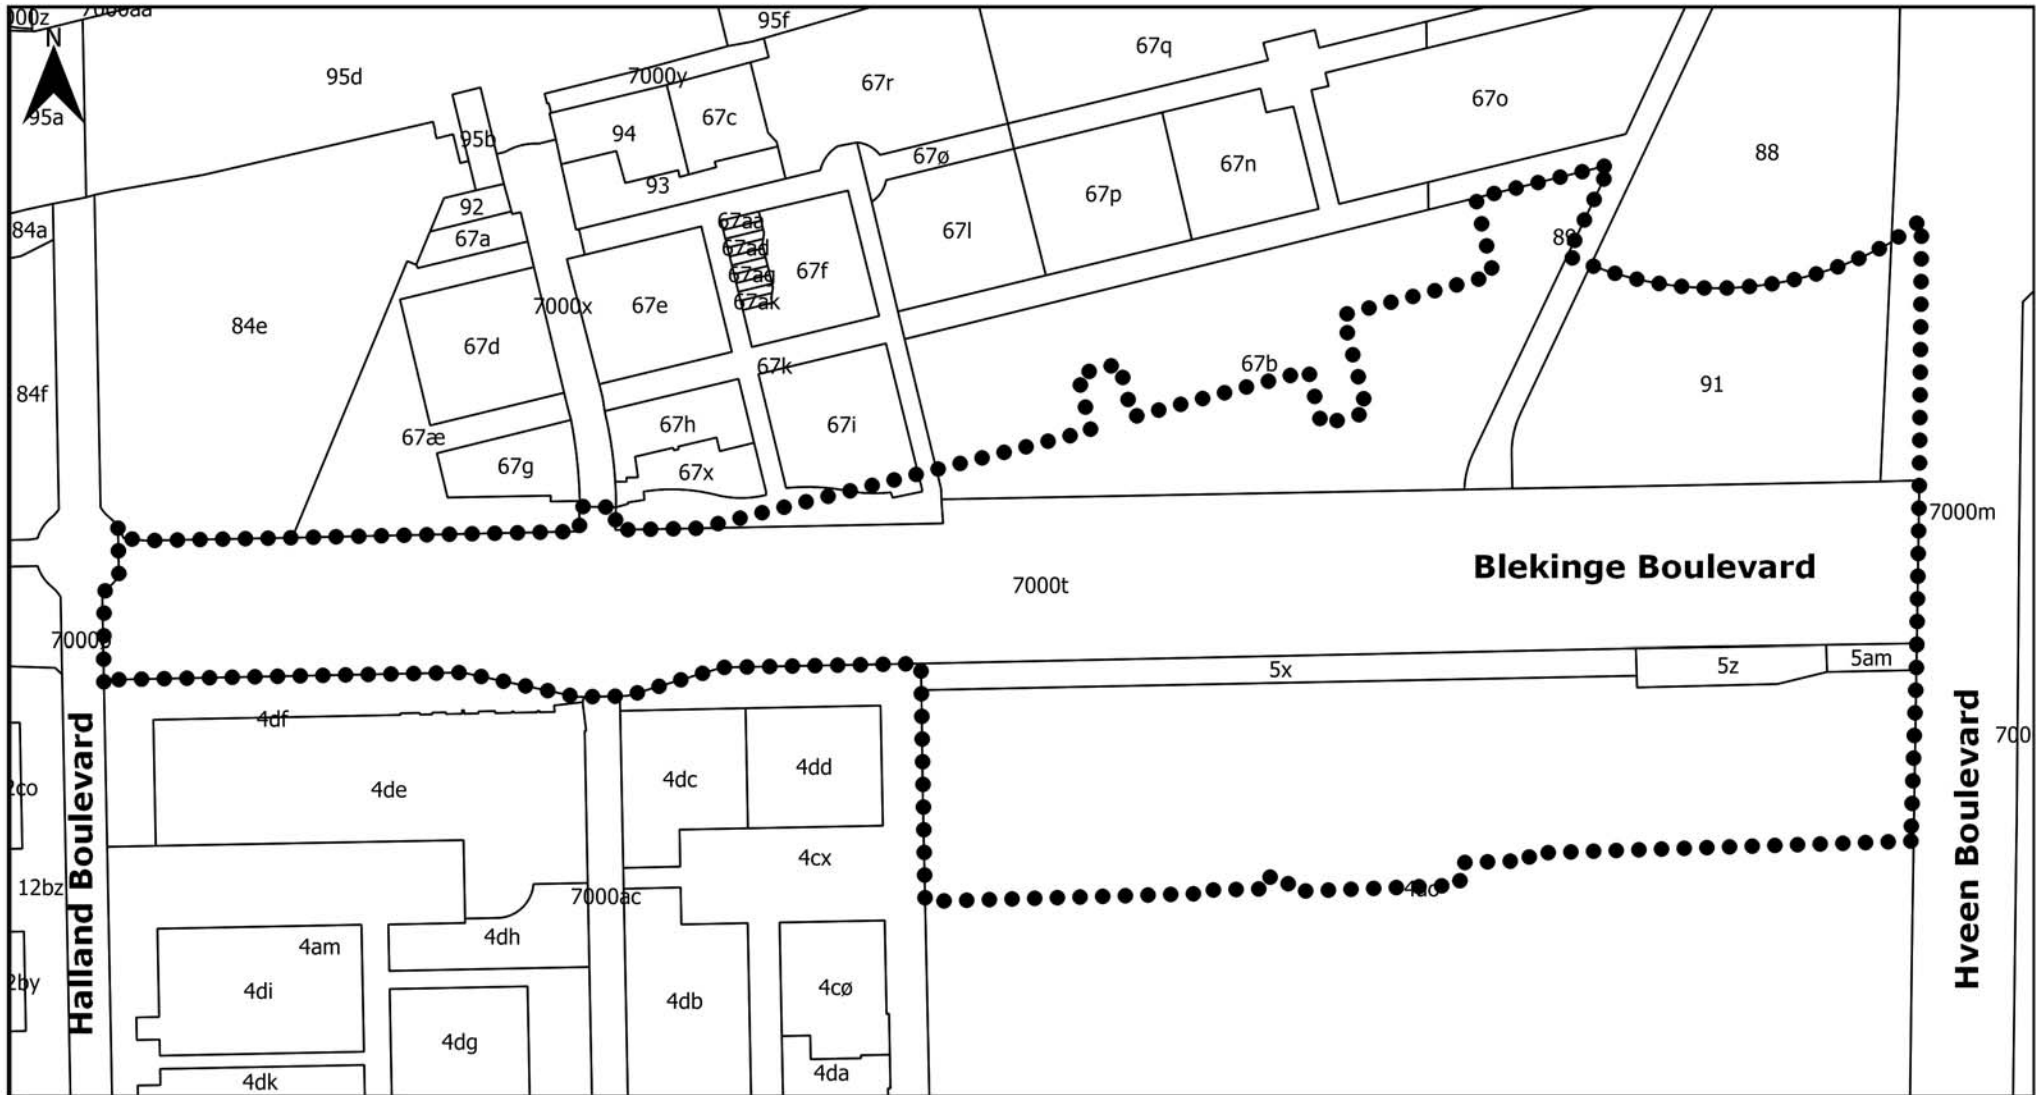 7000aa
N
95f
95d
7000y
67q
67r
67o
95a
95b
94
67c
88
67ø
93
67n
67p
92
67a
84a
67aa
67ad
67l
89
67ag
67f
67ak
7000x
67e
84e
67d
67k
67b
91
84f
67æ
67h
67i
67g
67x
7000m
Blekinge Boulevard
7000t
5x
5z
5am
4df
4de
4dc
4dd
4cx
12bz
7000ac
4dh
4am
4di
4db
4cø
4dg
4da
4dk
Halland Boulevard
Hveen Boulevard